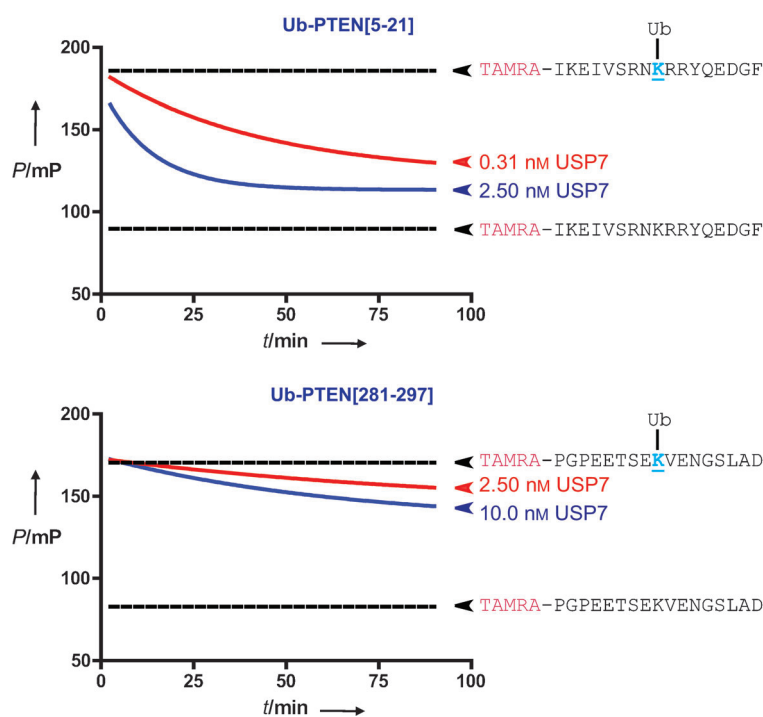 Ub-PTEN[5-21]
Ub
200
150
100
50
P/mP
TAMRA-IKEIVSRNKRRYQEDGF
0.31 nM USP7
2.50 nM USP7
TAMRA-IKEIVSRNKRRYQEDGF
0 25 50 75 100
t/min
Ub-PTEN[281-297]
Ub
200
150
100
50
P/mP
TAMRA-PGPEETSEKVENGSLAD
2.50 nM USP7
10.0 nM USP7
TAMRA-PGPEETSEKVENGSLAD
0 25 50 75 100
t/min